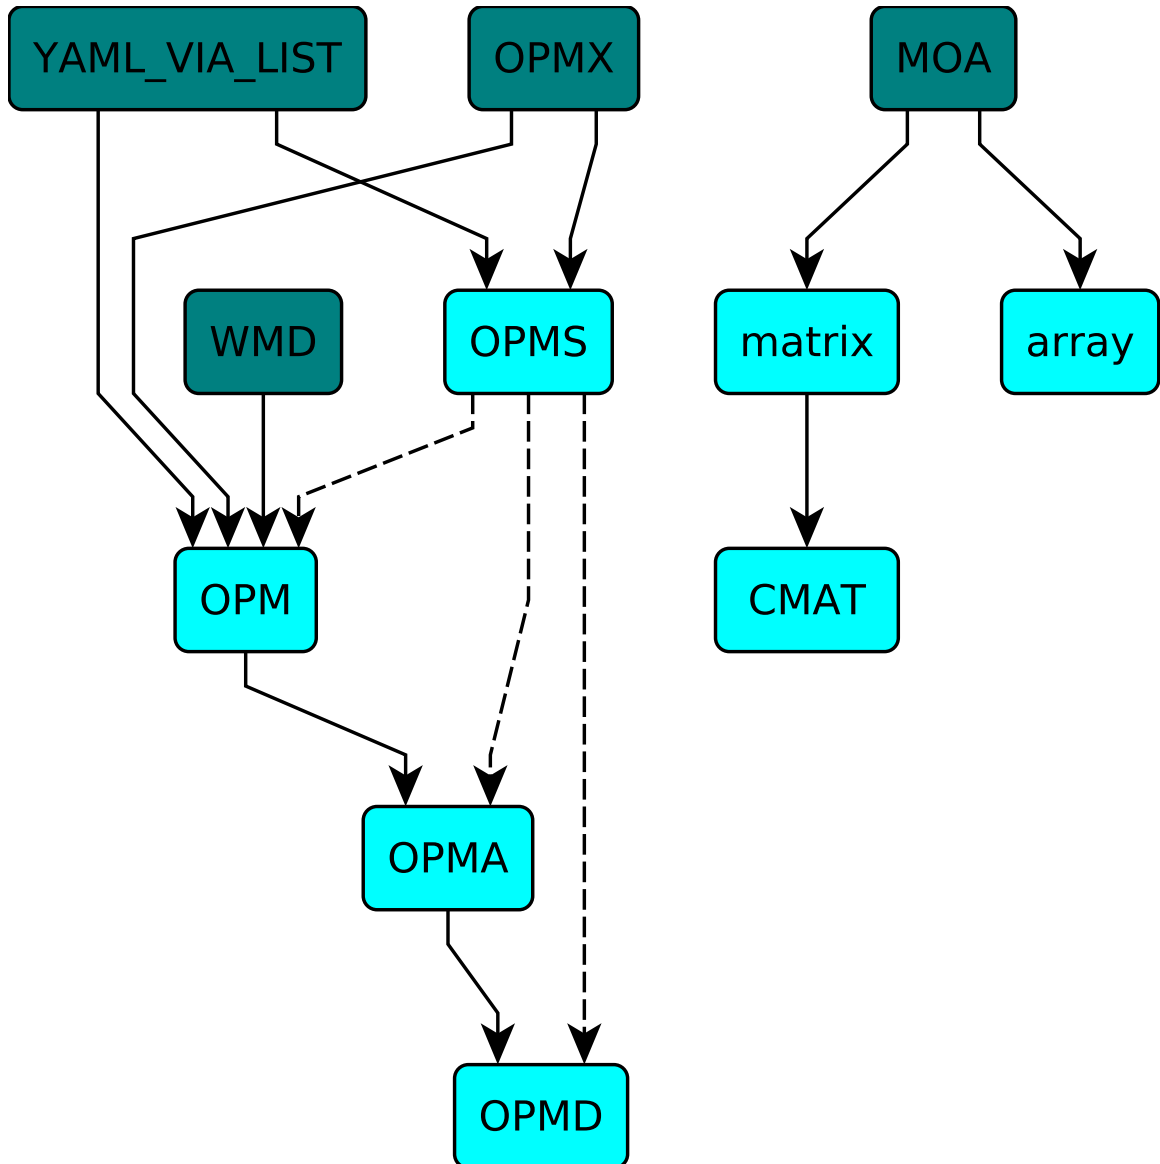 YAML_VIA_LIST
OPMX
MOA
WMD
OPMS
matrix
array
OPM
CMAT
OPMA
OPMD